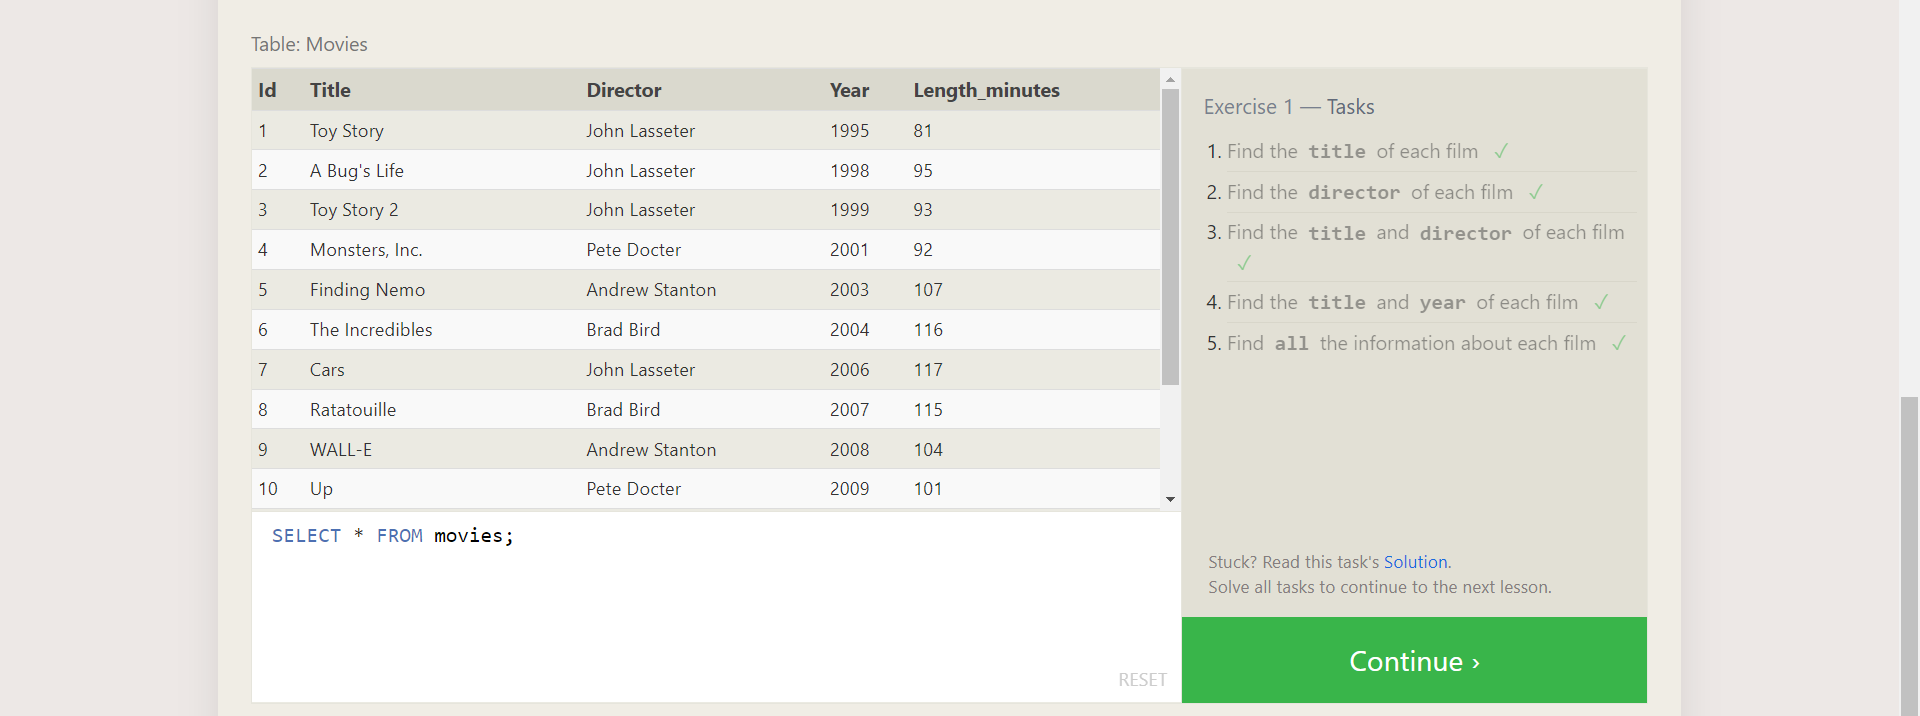 Table: Movies
Id Title Director Year Length_minutes
1 Toy Story John Lasseter 1995 81
2 A Bug's Life John Lasseter 1998 95
3 Toy Story 2 John Lasseter 1999 93
4 Monsters, Inc. Pete Docter 2001 92
5 Finding Nemo Andrew Stanton 2003 107
6 The Incredibles Brad Bird 2004 116
7 Cars John Lasseter 2006 117
8 Ratatouille Brad Bird 2007 115
9 WALL-E Andrew Stanton 2008 104
10 Up Pete Docter 2009 101
SELECT * FROM movies;
RESET
Exercise 1 — Tasks
1. Find the title of each film ✓
2. Find the director of each film ✓
3. Find the title and director of each film
✓
4. Find the title and year of each film ✓
5. Find all the information about each film ✓
Stuck? Read this task's Solution.
Solve all tasks to continue to the next lesson.
Continue ›